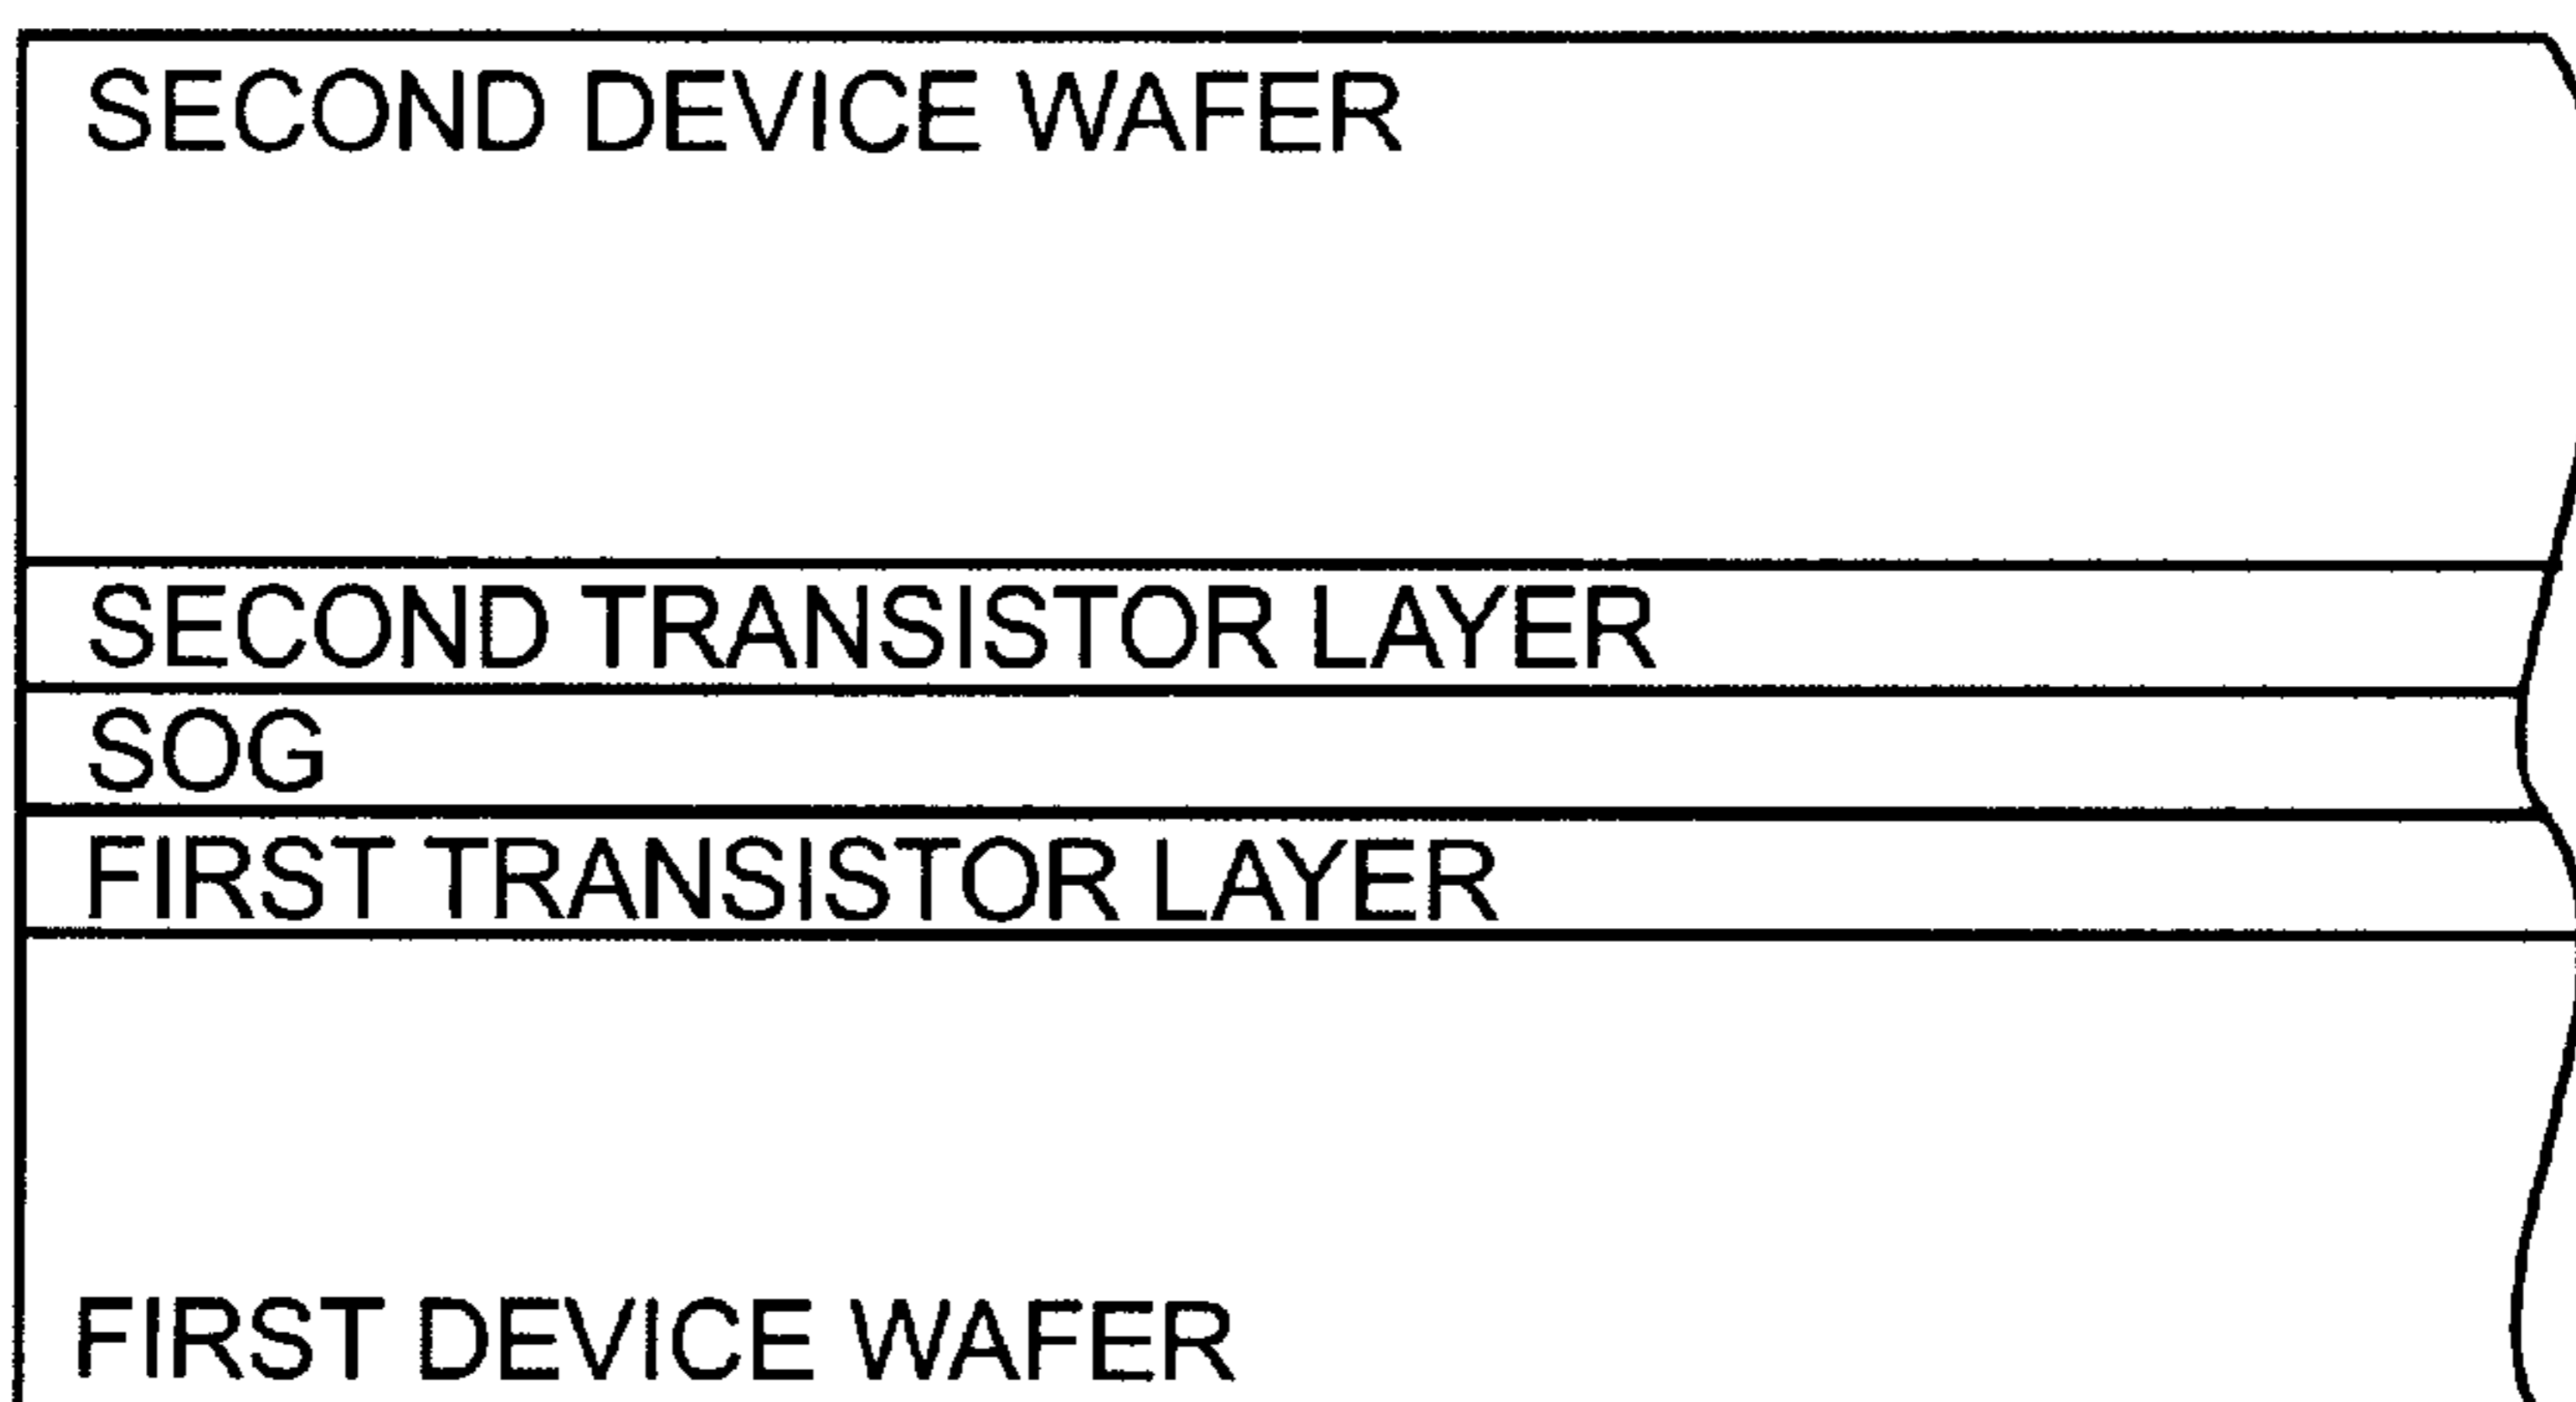 SECOND DEVICE WAFER
SECOND TRANSISTOR LAYER
SOG
FIRST TRANSISTOR LAYER
FIRST DEVICE WAFER